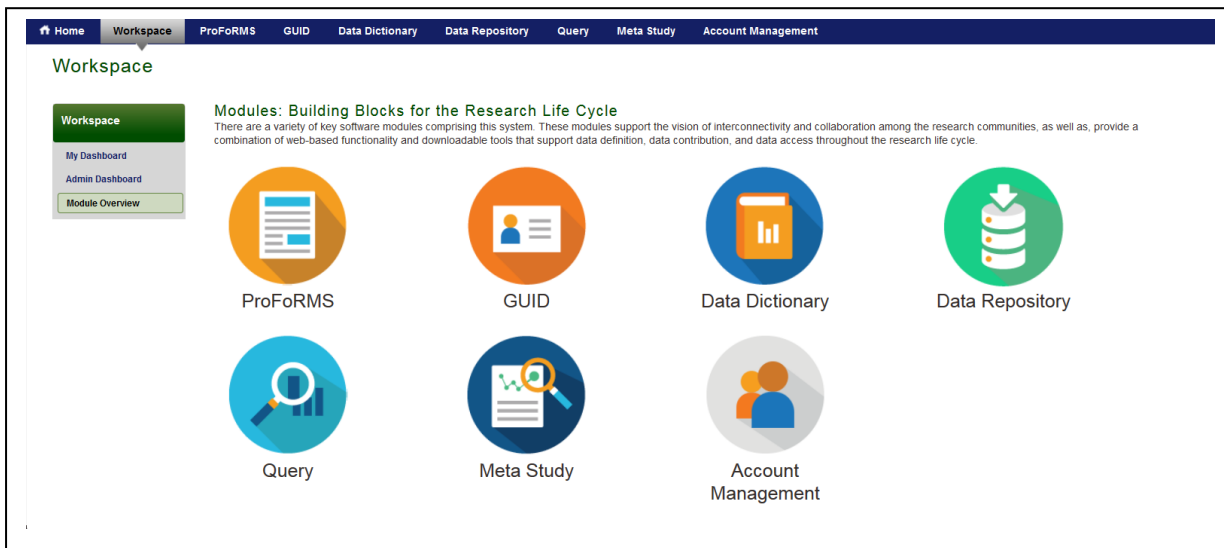 Home Workspace ProFoRMS GUID Data Dictionary Data Repository Query Meta Study Account Management
Workspace
Workspace
My Dashboard
Admin Dashboard
Module Overview
Modules: Building Blocks for the Research Life Cycle
There are a variety of key software modules comprising this system. These modules support the vision of interconnectivity and collaboration among the research communities, as well as, provide a
combination of web-based functionality and downloadable tools that support data definition, data contribution, and data access throughout the research life cycle.
ProFoRMS GUID Data Dictionary Data Repository
Query Meta Study Account
Management